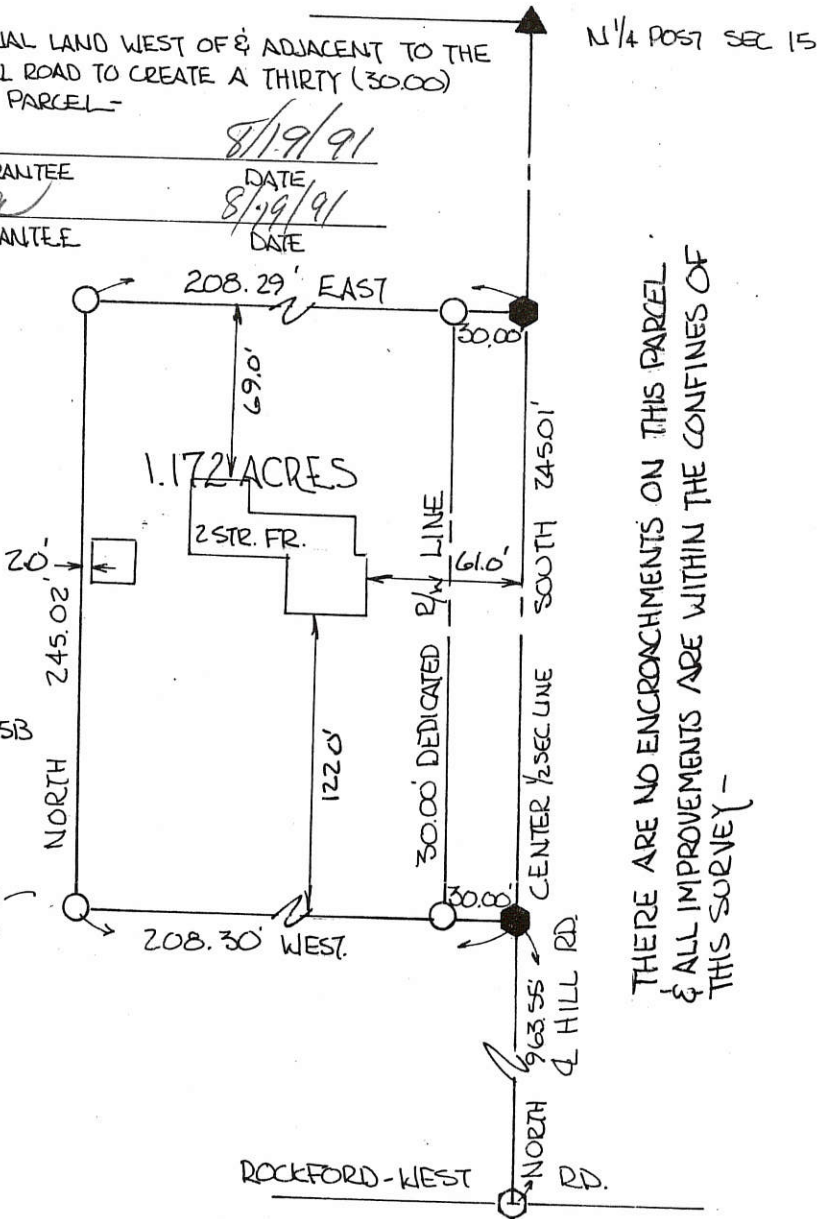 IAL LAND WEST OF & ADJACENT TO THE
L ROAD TO CREATE A THIRTY (30.00)
PARCEL-
N 1/4 POST SEC 15
8/19/91
RANTEE DATE
8/19/91
ANTEE DATE
208.29' EAST
30.00'
69.0'
1.172 ACRES
2 STR. FR.
2.0'
61.0'
NORTH 245.02'
122.0'
30.00' DEDICATED R/W LINE
CENTER 1/2 SEC LINE SOUTH 245.01'
5B
30.00'
208.30' WEST.
NORTH 963.55'
℄ HILL RD.
ROCKFORD-WEST RD.
THERE ARE NO ENCROACHMENTS ON THIS PARCEL
& ALL IMPROVEMENTS ARE WITHIN THE CONFINES OF
THIS SURVEY-